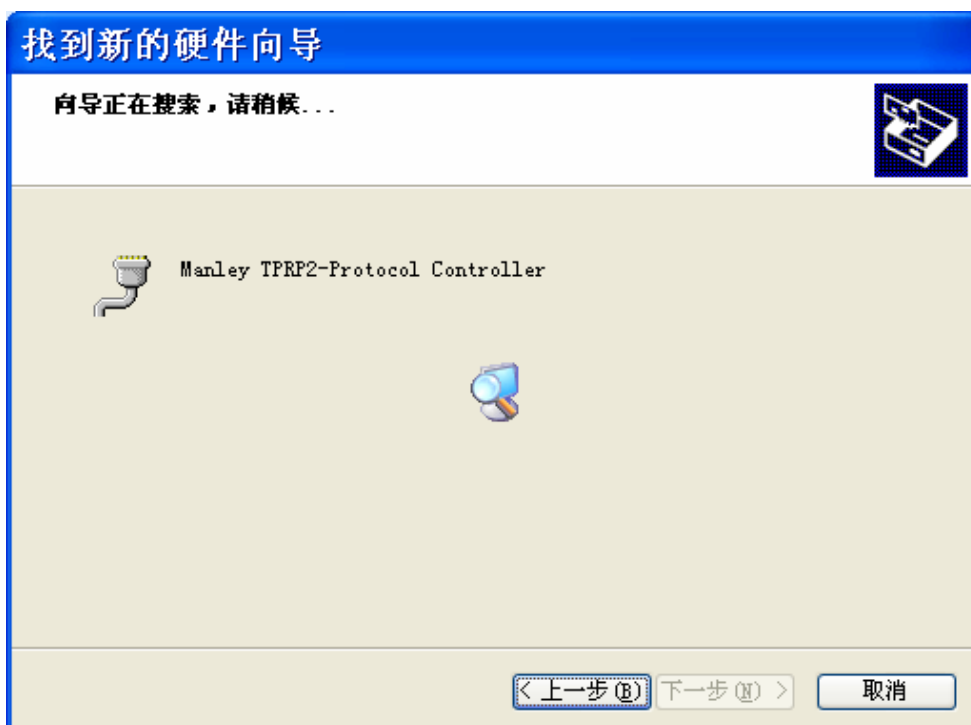 找到新的硬件向导
向导正在搜索，请稍候...
Manley TPRP2-Protocol Controller
< 上一步(B) 下一步(N) > 取消